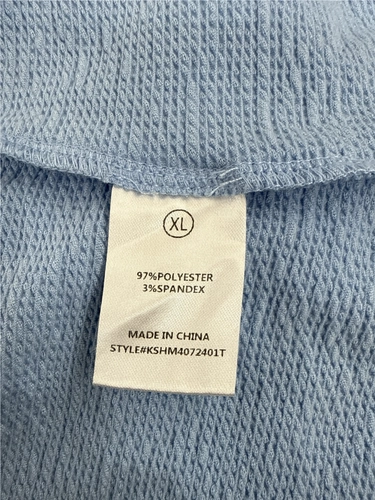 XL
97%POLYESTER
3%SPANDEX
MADE IN CHINA
STYLE#KSHM4072401T